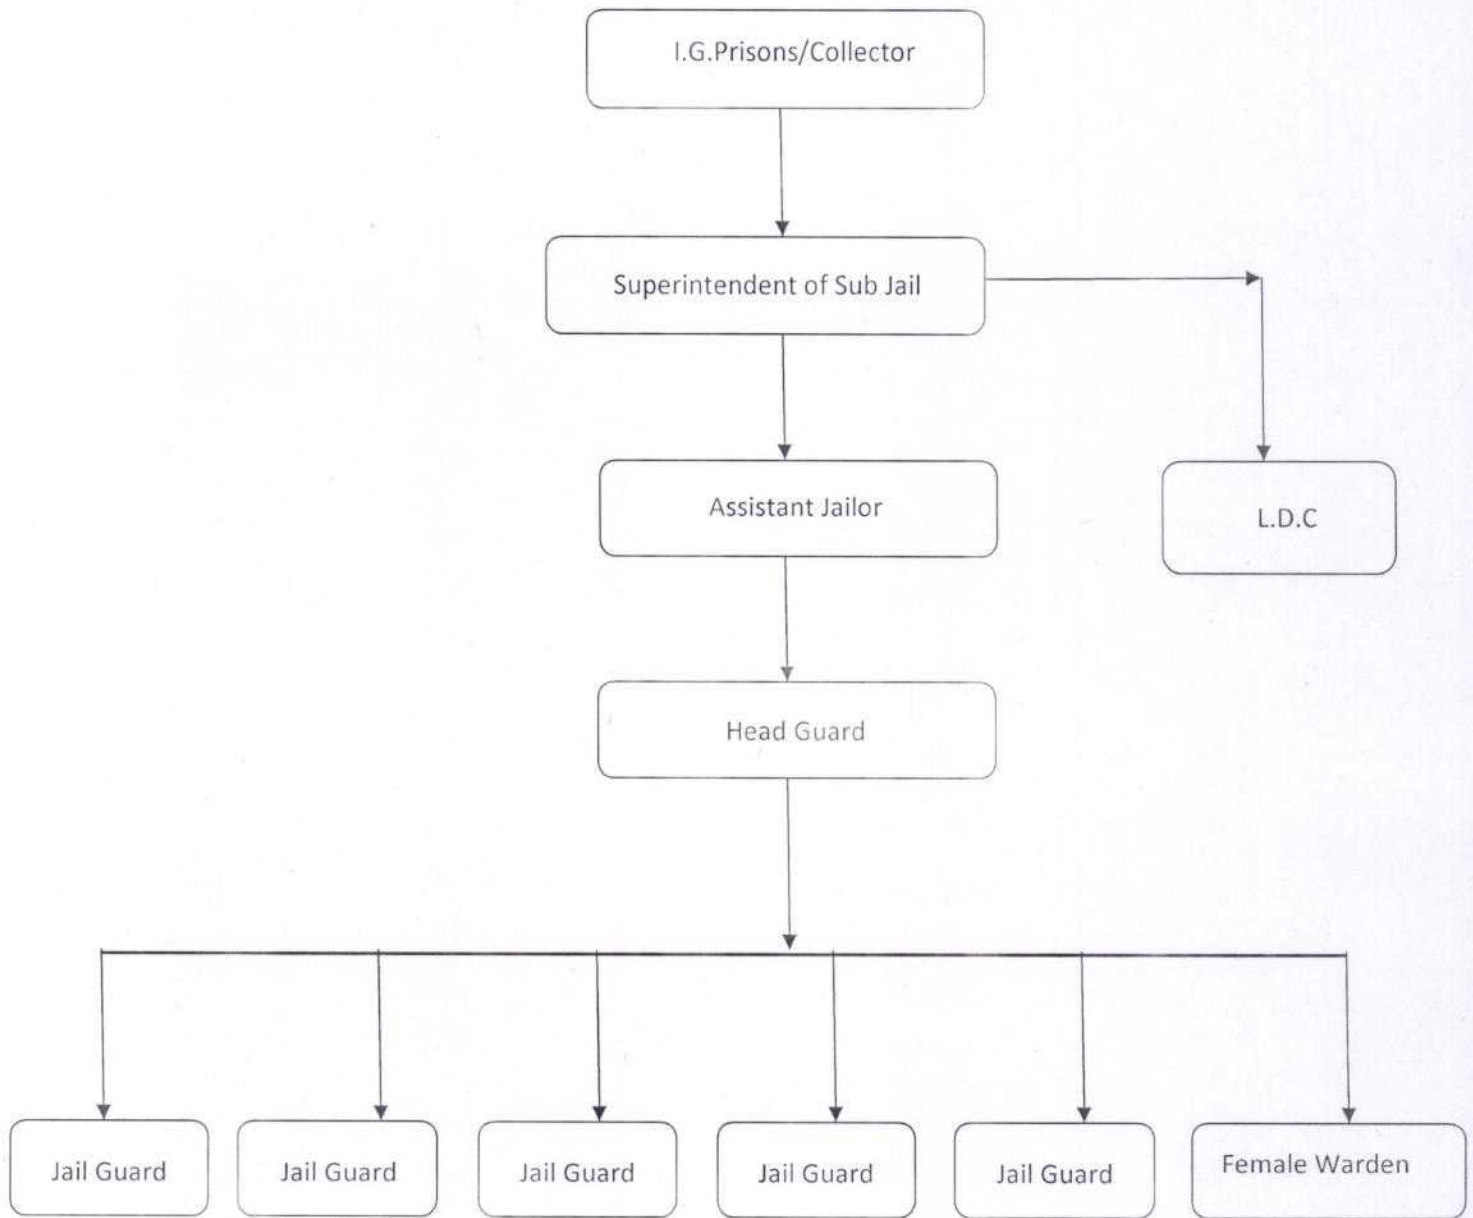 I.G.Prisons/Collector
Superintendent of Sub Jail
Assistant Jailor
L.D.C
Head Guard
Jail Guard
Jail Guard
Jail Guard
Jail Guard
Jail Guard
Female Warden